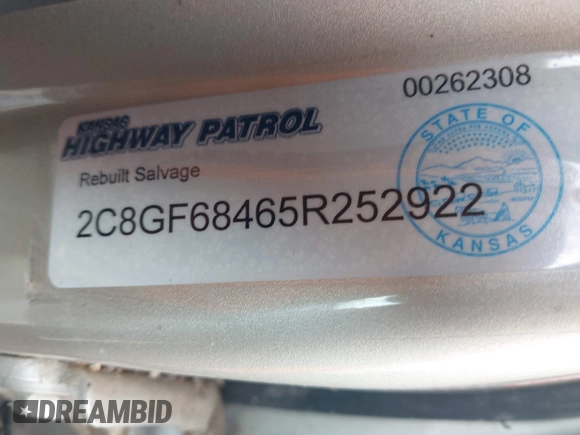 00262308
KANSAS
HIGHWAY PATROL
Rebuilt Salvage
2C8GF68465R252922
STATE OF
KANSAS
DREAMBID